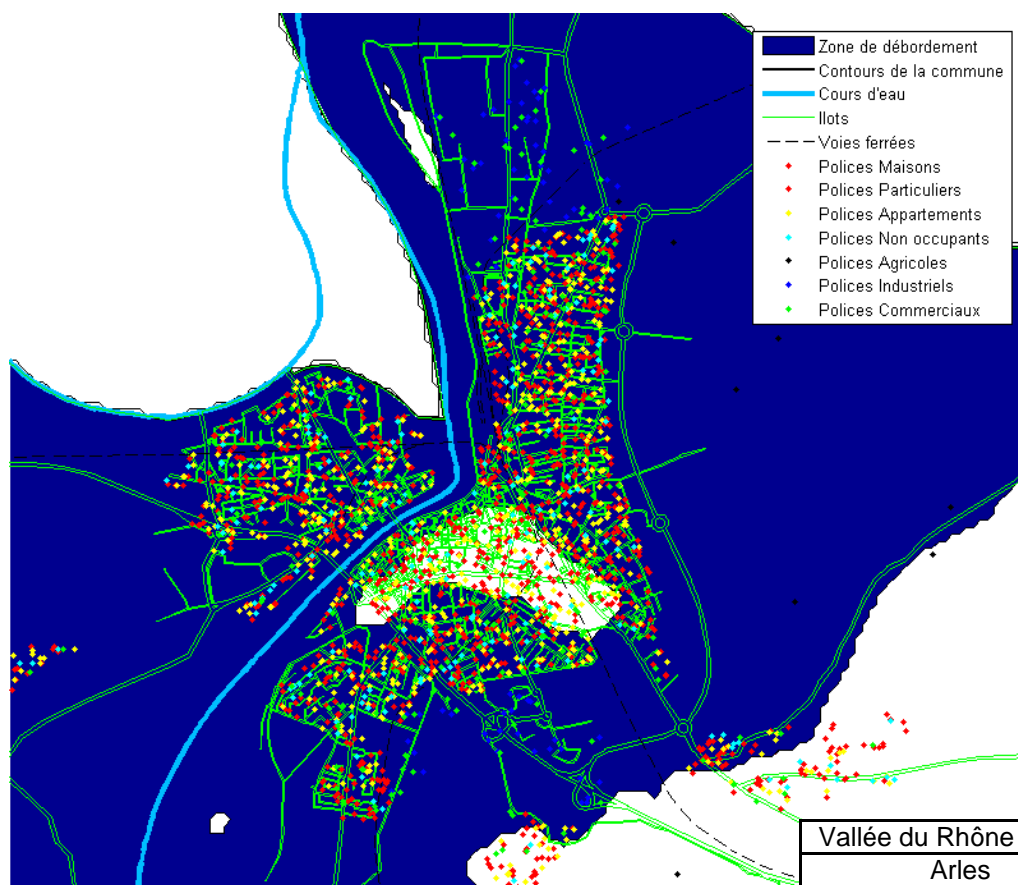 Zone de débordement
Contours de la commune
Cours d'eau
Ilots
Voies ferrées
Polices Maisons
Polices Particuliers
Polices Appartements
Polices Non occupants
Polices Agricoles
Polices Industriels
Polices Commerciaux
Vallée du Rhône
Arles